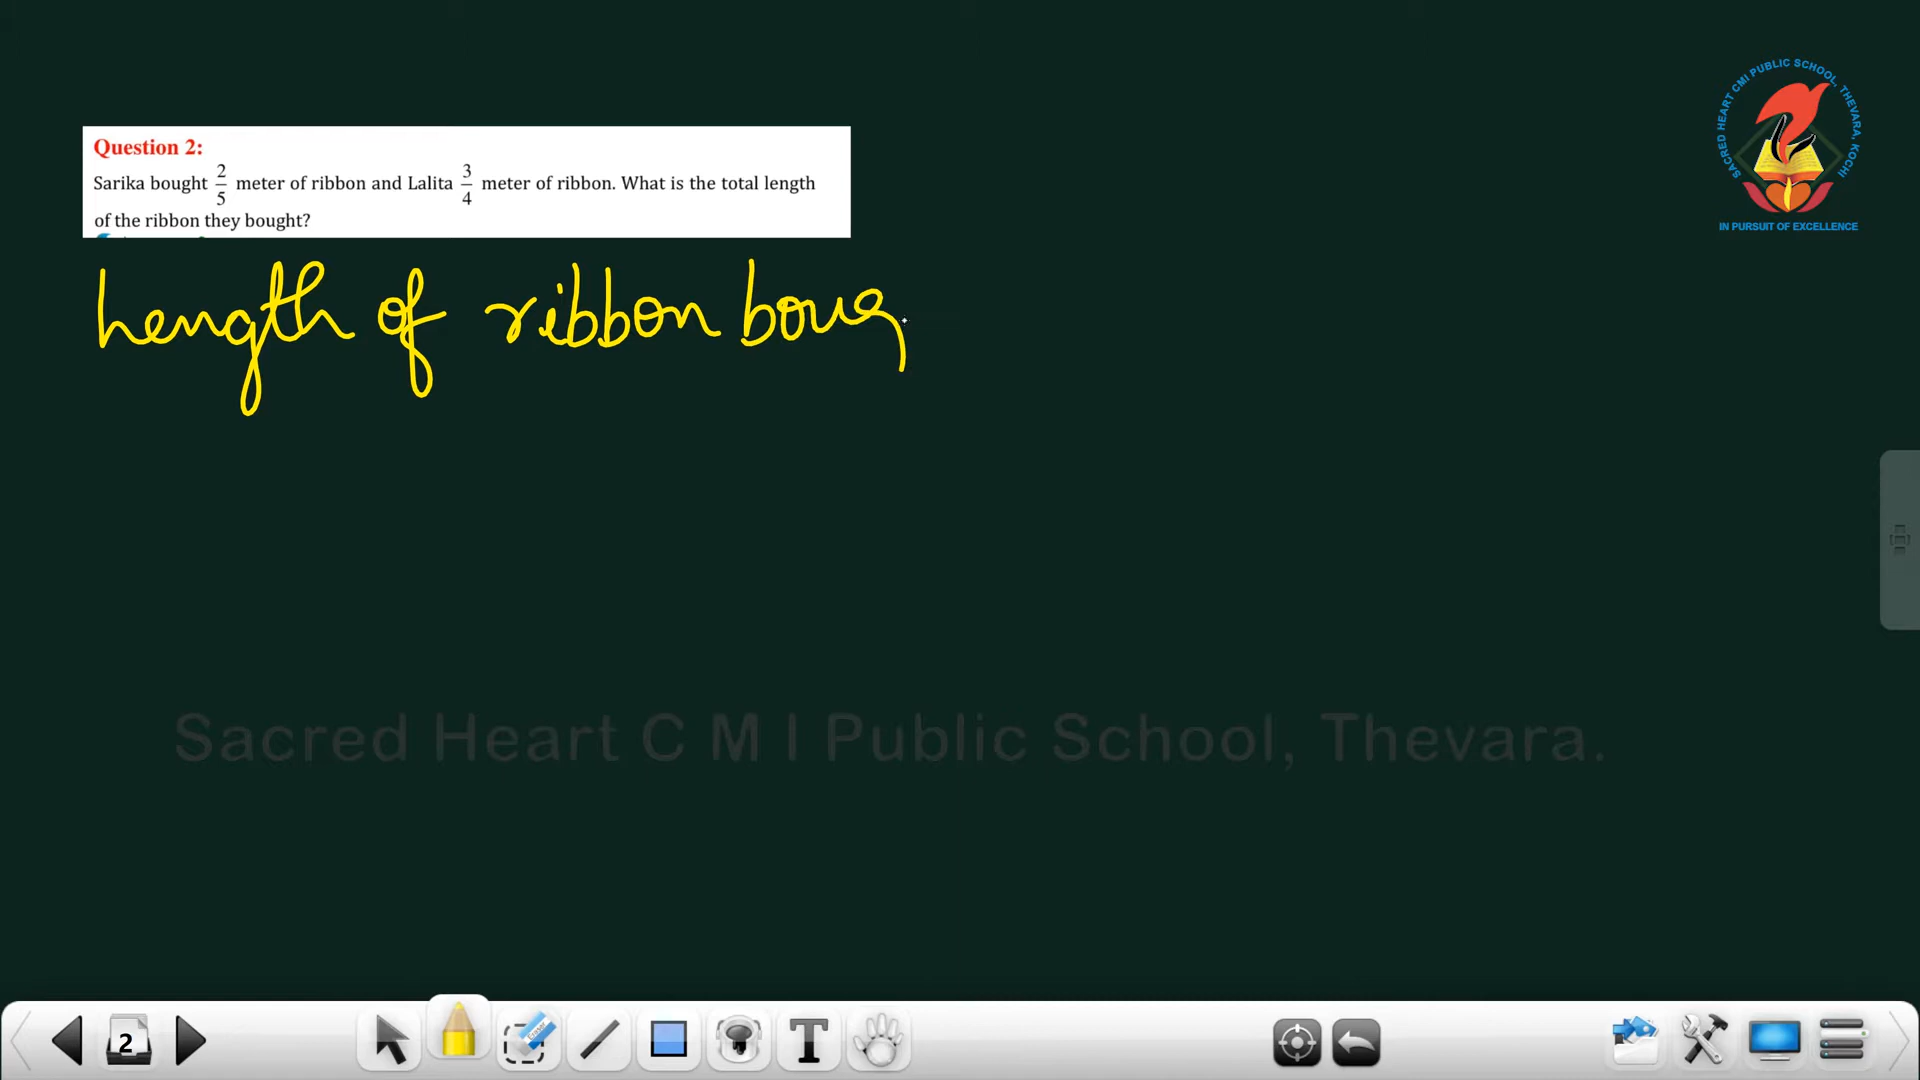 SACRED HEART CMI PUBLIC SCHOOL, THEVARA, KOCHI
IN PURSUIT OF EXCELLENCE
Question 2:
Sarika bought 2/5 meter of ribbon and Lalita 3/4 meter of ribbon. What is the total length
of the ribbon they bought?
Length of ribbon boug
Sacred Heart C M I Public School, Thevara.
2
Eraser
T